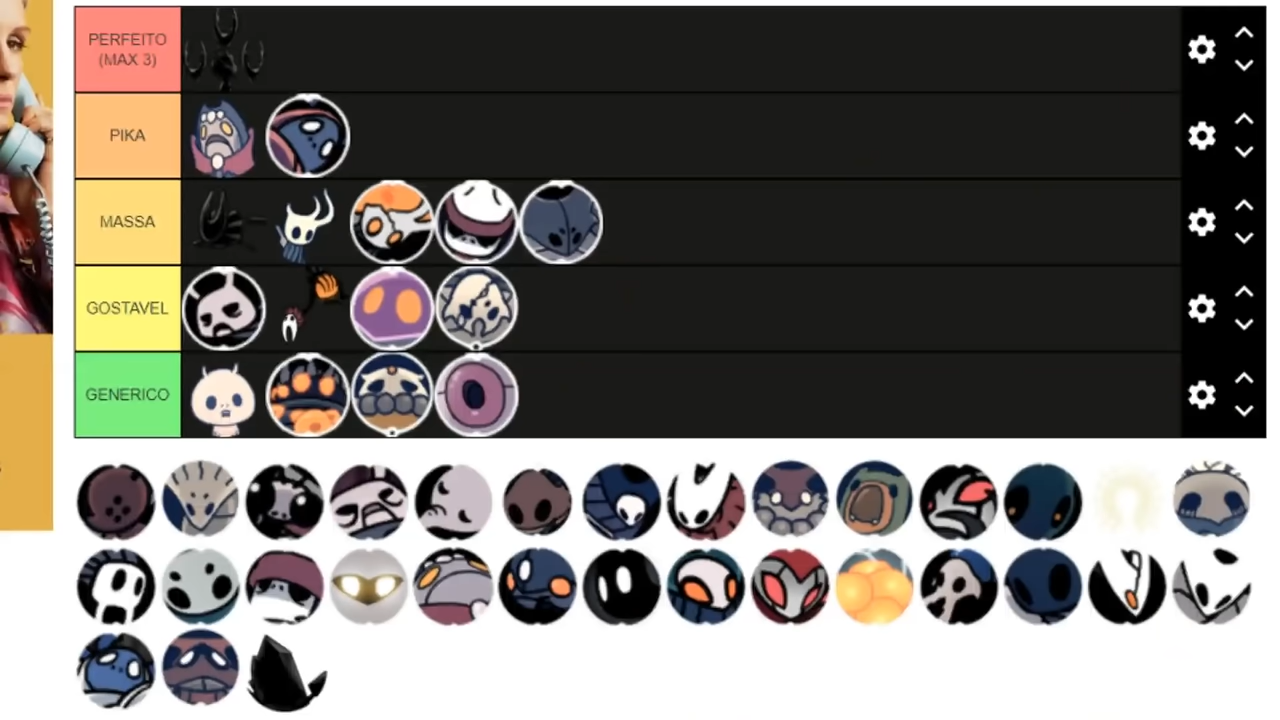 PERFEITO
(MAX 3)
PIKA
MASSA
GOSTAVEL
GENERICO